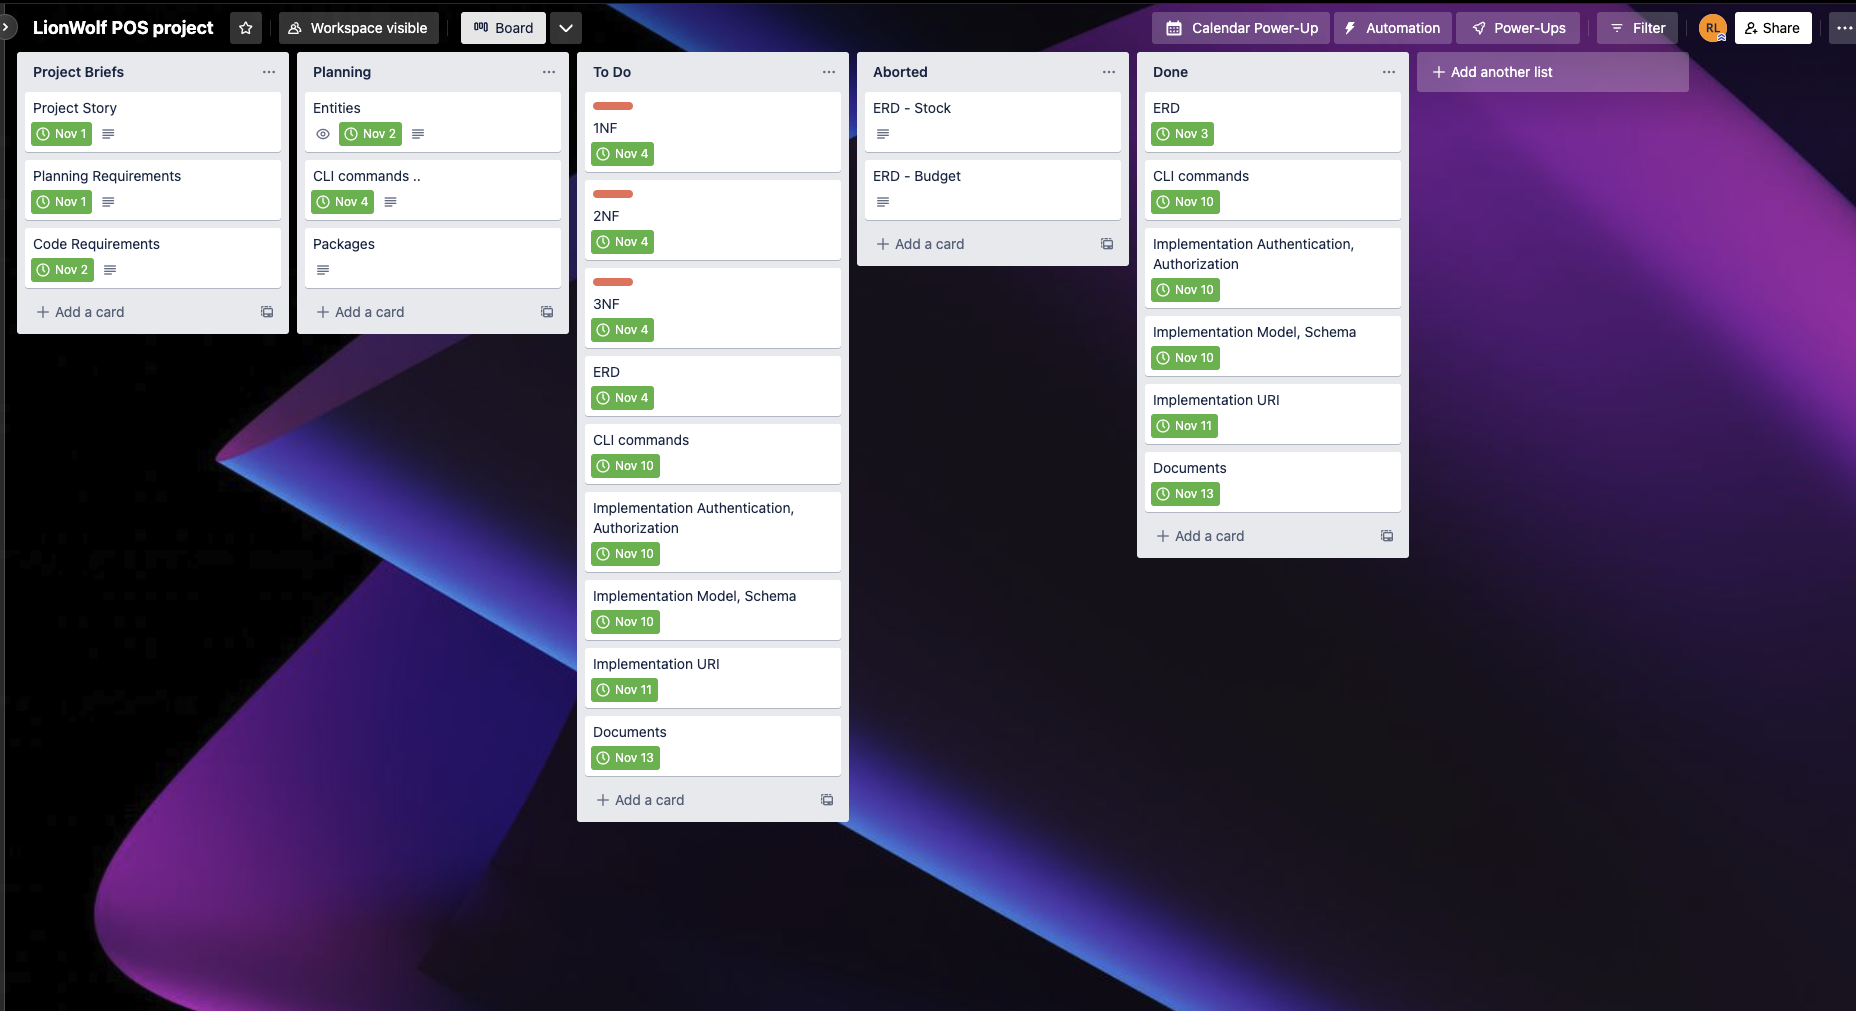 LionWolf POS project
Workspace visible
Board
Calendar Power-Up
Automation
Power-Ups
Filter
RL
Share
Project Briefs
Project Story
Nov 1
Planning Requirements
Nov 1
Code Requirements
Nov 2
Add a card
Planning
Entities
Nov 2
CLI commands ..
Nov 4
Packages
Add a card
To Do
1NF
Nov 4
2NF
Nov 4
3NF
Nov 4
ERD
Nov 4
CLI commands
Nov 10
Implementation Authentication,
Authorization
Nov 10
Implementation Model, Schema
Nov 10
Implementation URI
Nov 11
Documents
Nov 13
Add a card
Aborted
ERD - Stock
ERD - Budget
Add a card
Done
ERD
Nov 3
CLI commands
Nov 10
Implementation Authentication,
Authorization
Nov 10
Implementation Model, Schema
Nov 10
Implementation URI
Nov 11
Documents
Nov 13
Add a card
Add another list